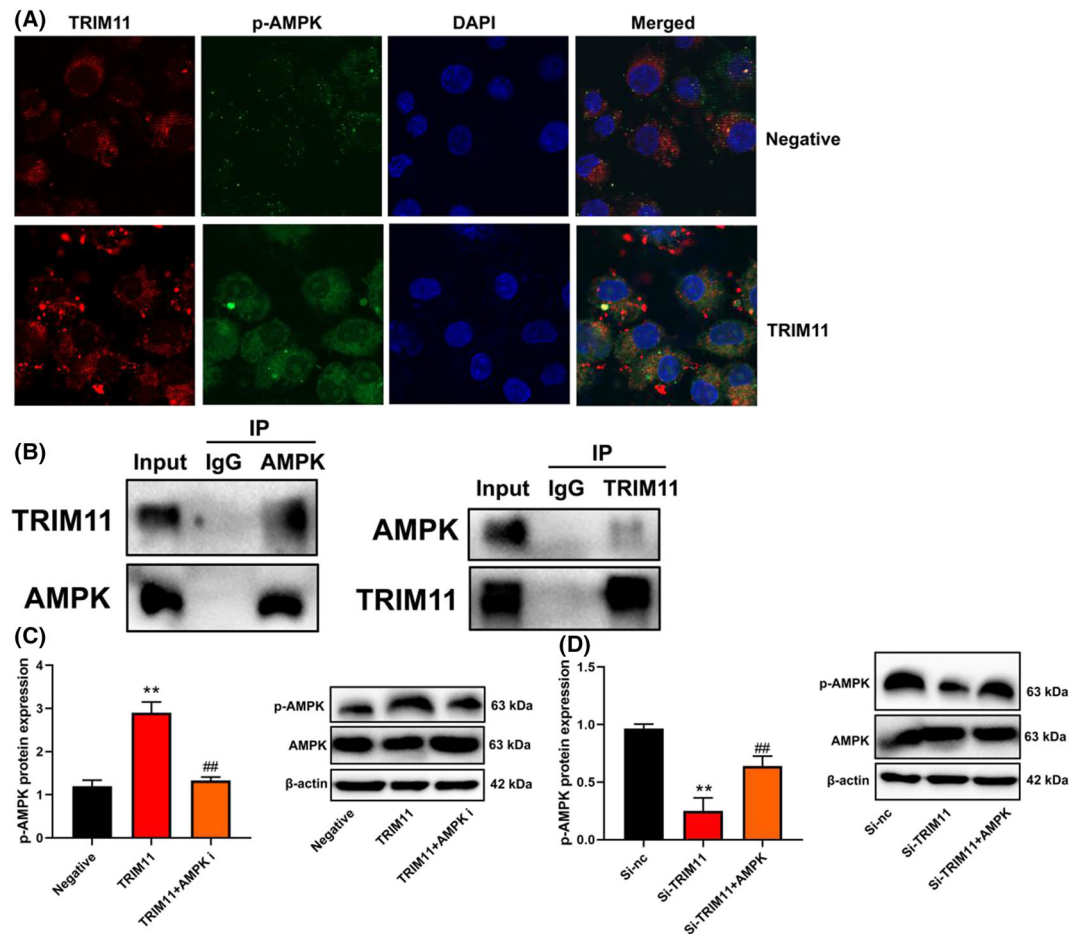 (A)
TRIM11 p-AMPK DAPI Merged
Negative
TRIM11
(B)
IP
Input IgG AMPK
TRIM11
AMPK
IP
Input IgG TRIM11
AMPK
TRIM11
(C)
p-AMPK protein expression
4
3
2
1
0
**
##
Negative
TRIM11
TRIM11+AMPK i
p-AMPK 63 kDa
AMPK 63 kDa
β-actin 42 kDa
Negative
TRIM11
TRIM11+AMPK i
(D)
p-AMPK protein expression
1.5
1.0
0.5
0.0
**
##
Si-nc
Si-TRIM11
Si-TRIM11+AMPK
p-AMPK 63 kDa
AMPK 63 kDa
β-actin 42 kDa
Si-nc
Si-TRIM11
Si-TRIM11+AMPK